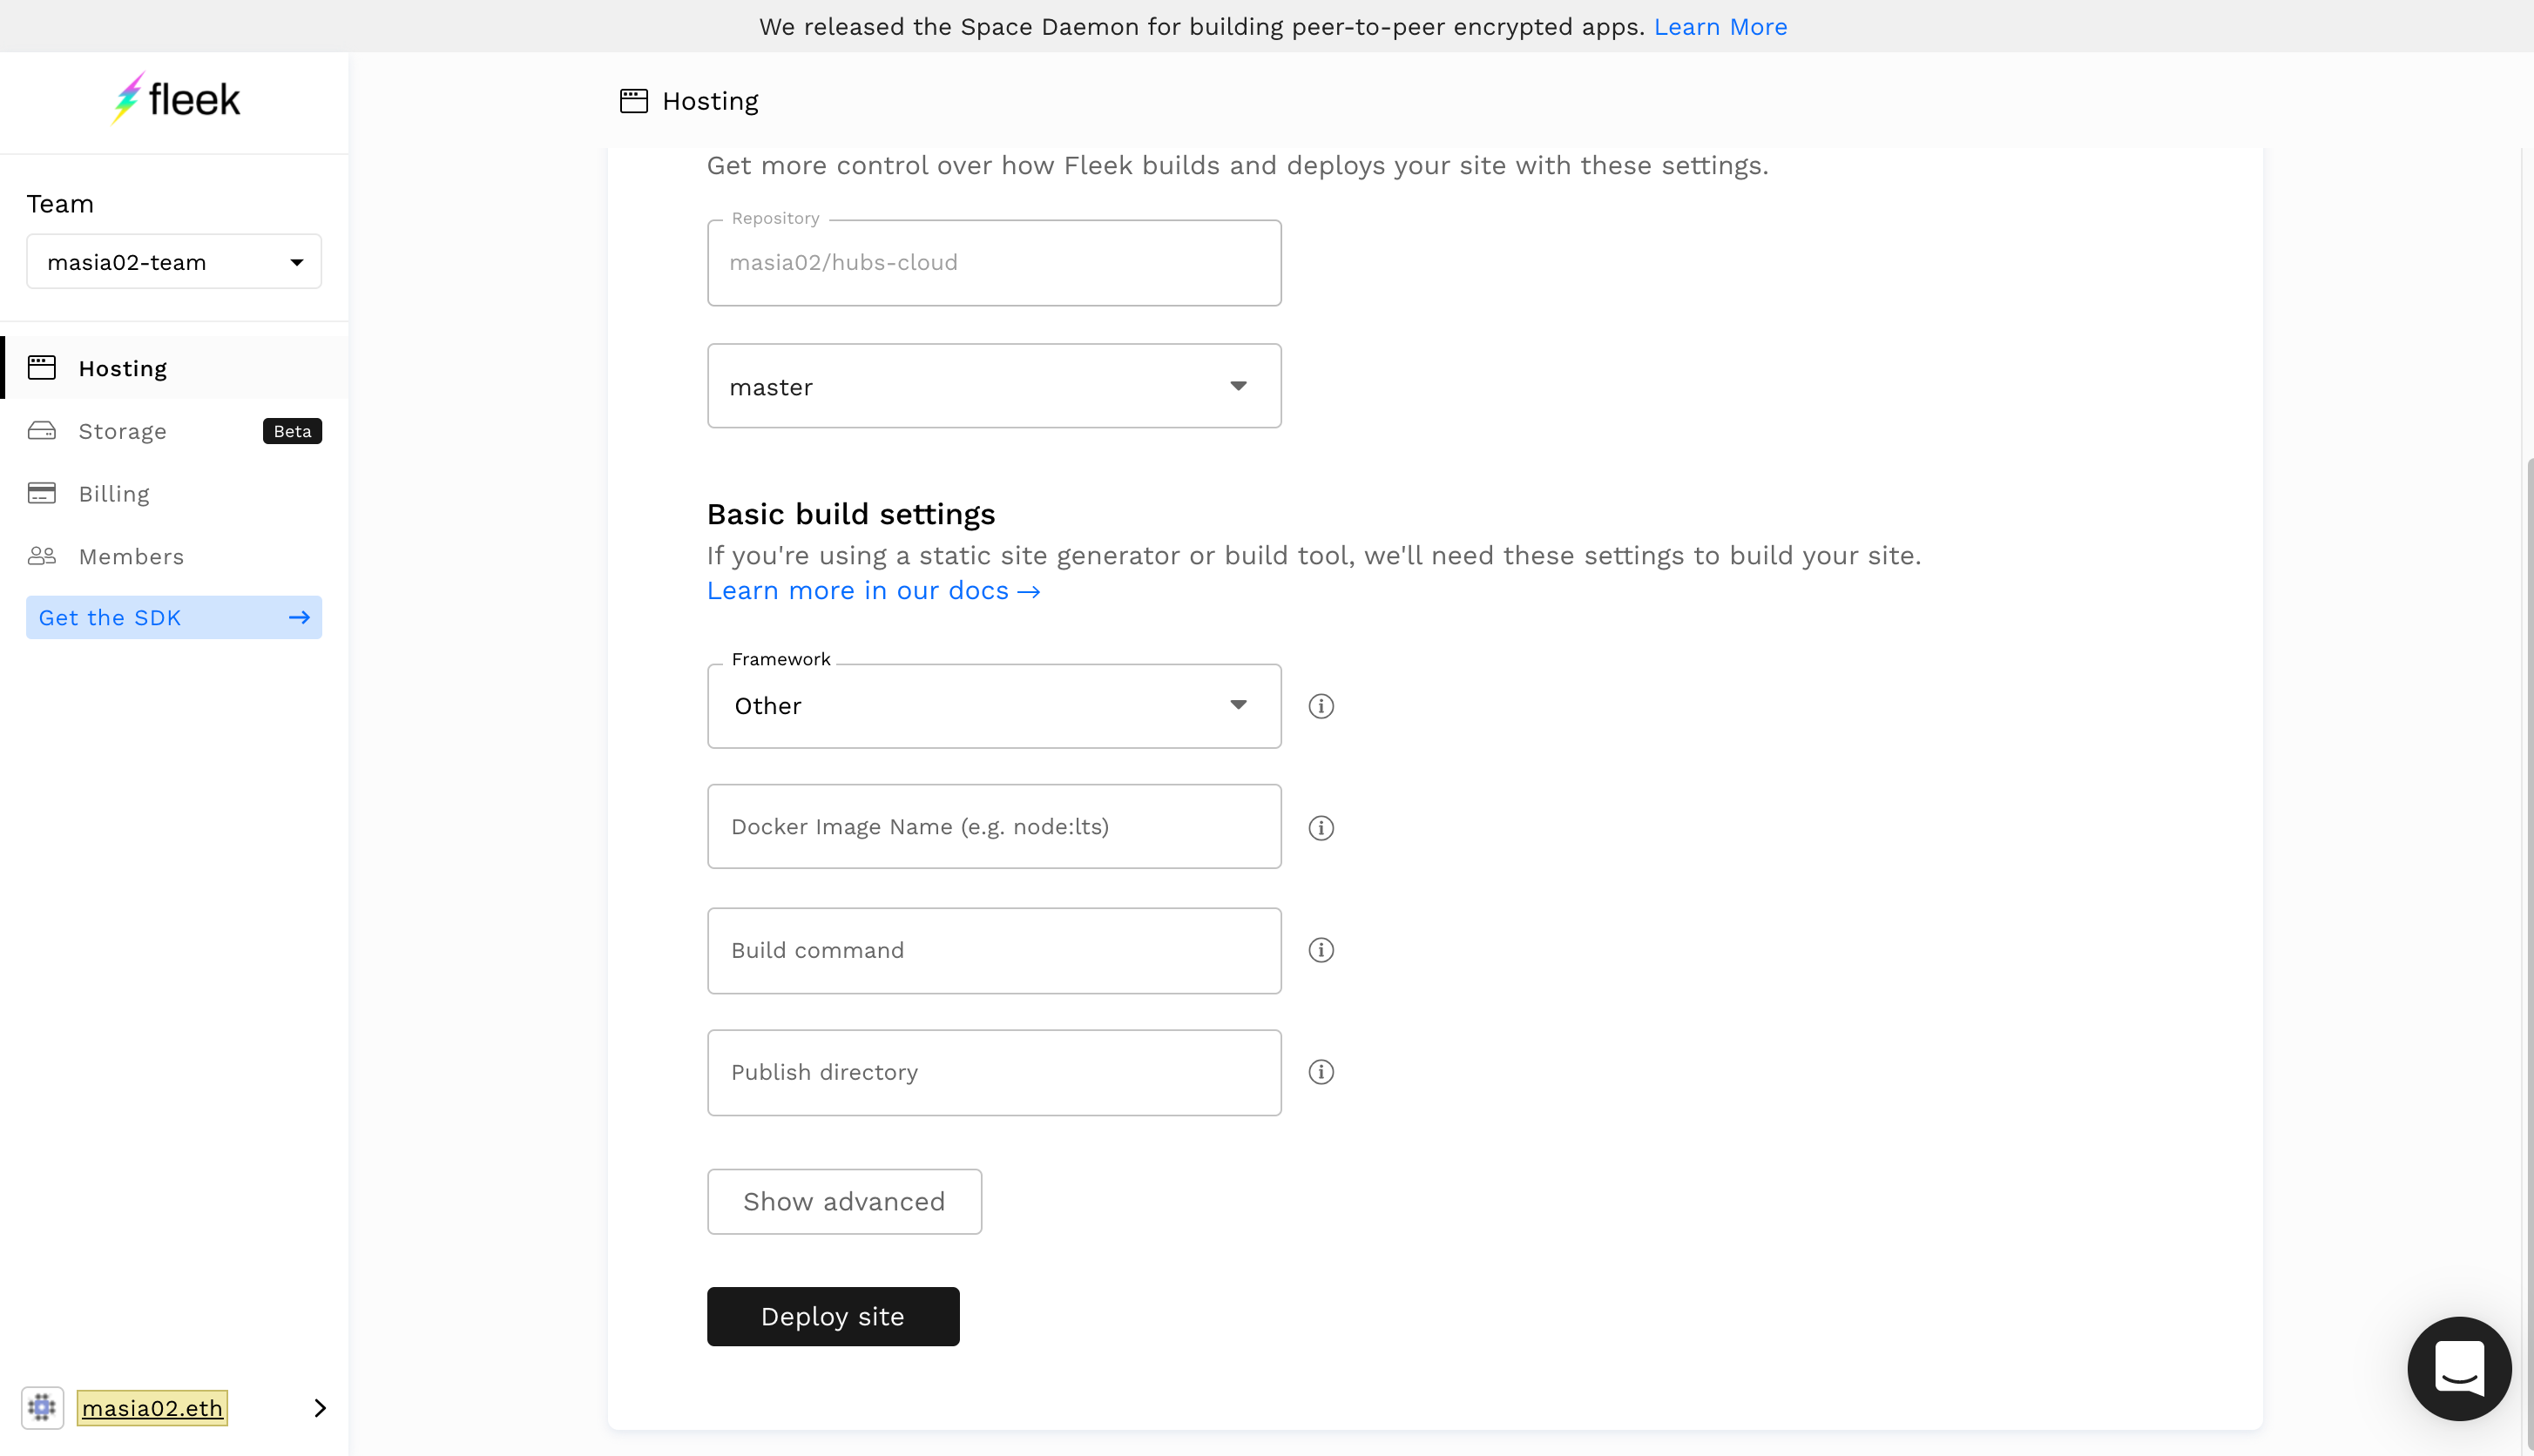 We released the Space Daemon for building peer-to-peer encrypted apps. Learn More
fleek
Team
masia02-team
Hosting
Storage
Beta
Billing
Members
Get the SDK →
masia02.eth
Hosting
Get more control over how Fleek builds and deploys your site with these settings.
Repository
masia02/hubs-cloud
master
Basic build settings
If you're using a static site generator or build tool, we'll need these settings to build your site.
Learn more in our docs →
Framework
Other
Docker Image Name (e.g. node:lts)
Build command
Publish directory
Show advanced
Deploy site